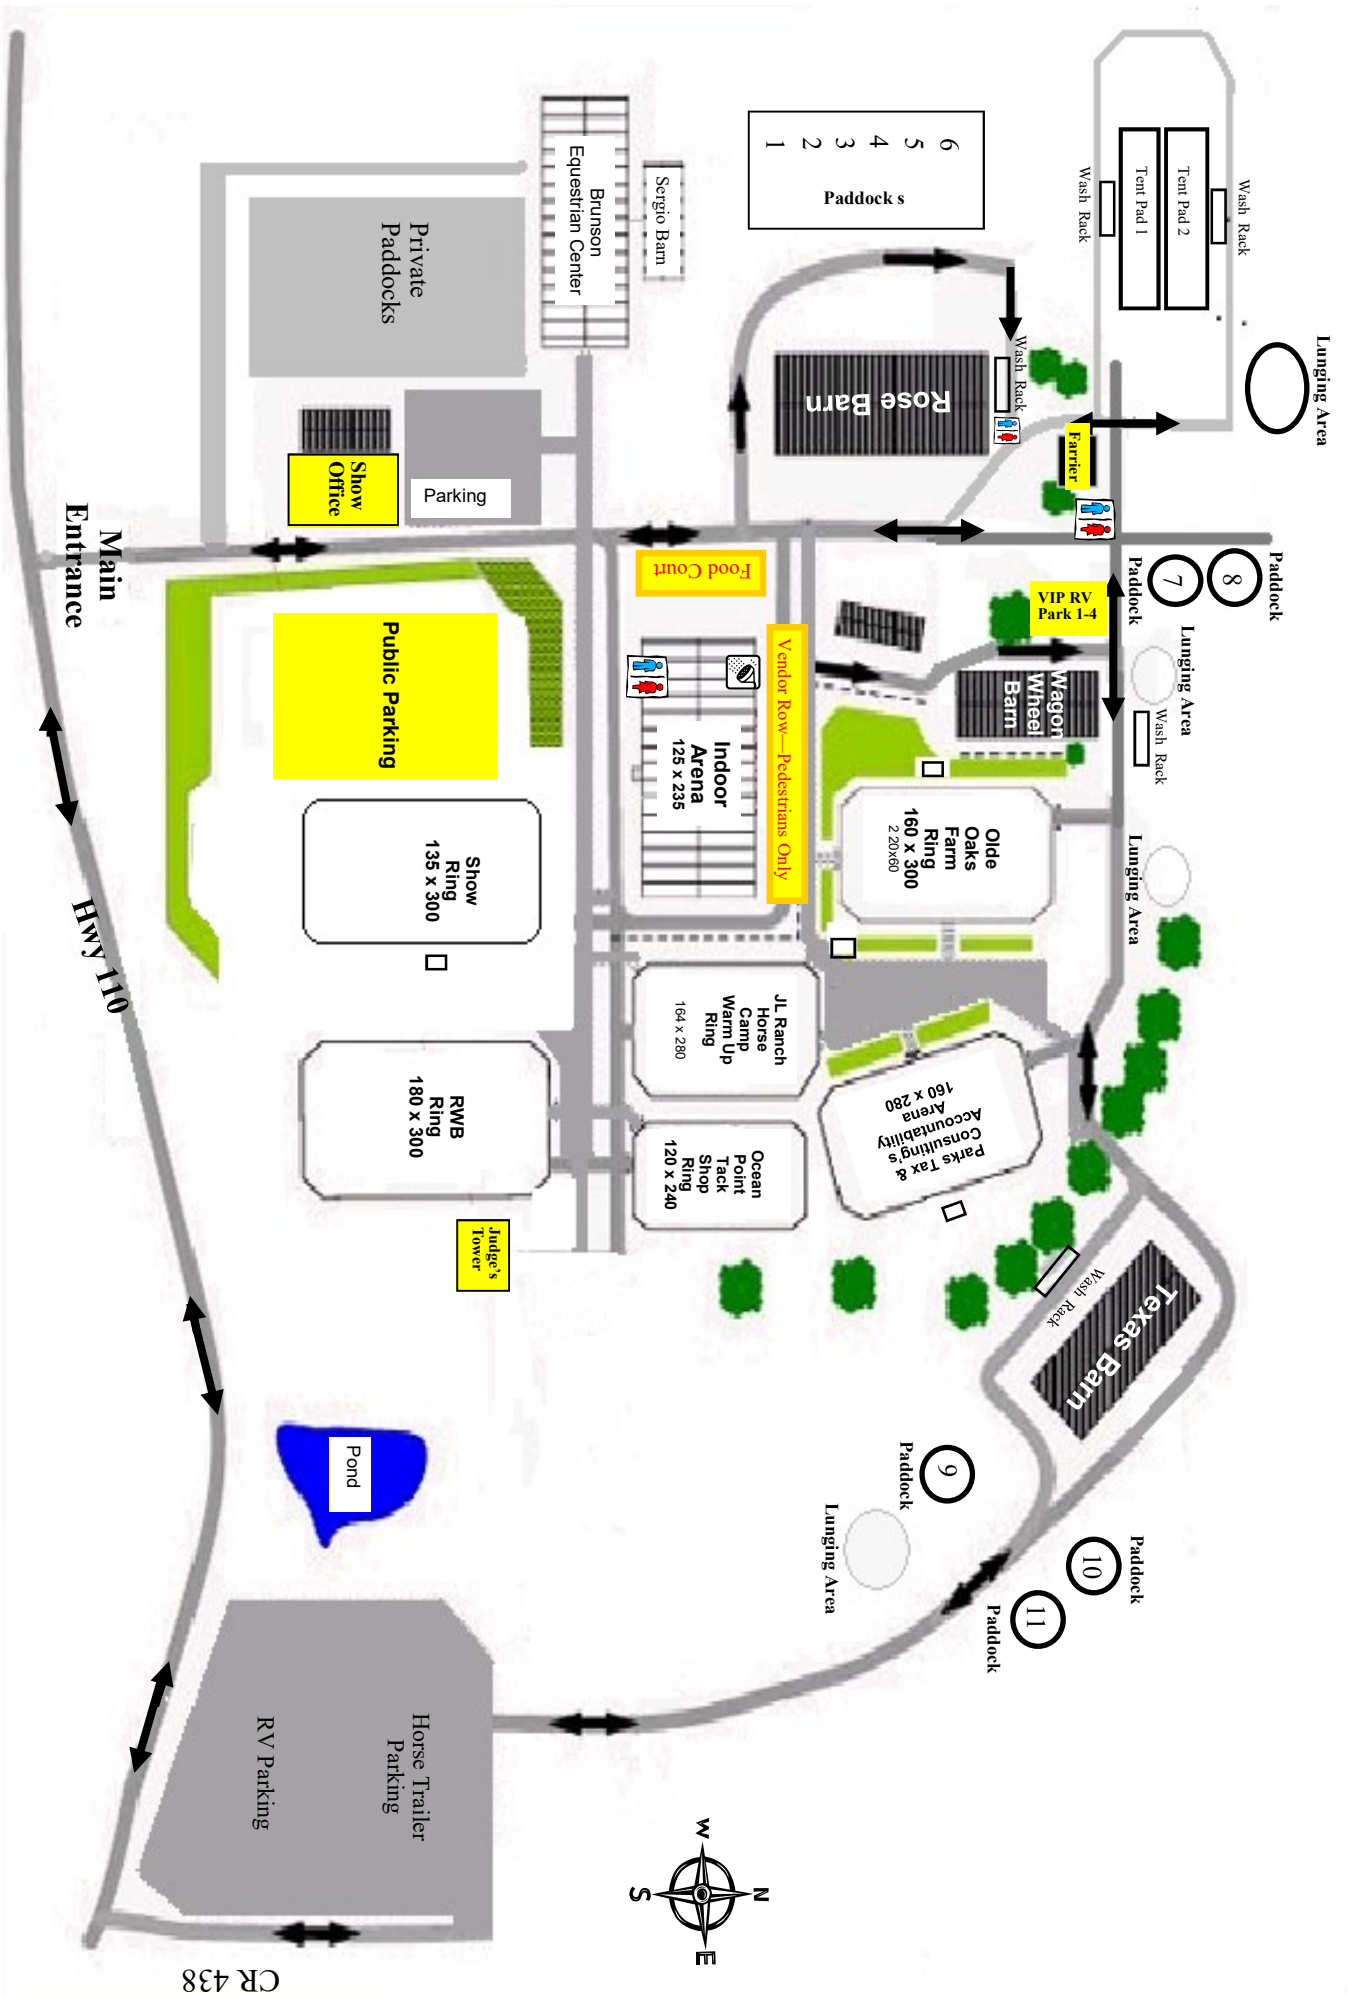 Lunging Area
Wash Rack
Tent Pad 2
Tent Pad 1
Wash Rack
6
5
4
3
2
1
Paddock s
Sergio Barn
Brunson
Equestrian Center
Private
Paddocks
Wash Rack
Rose Barn
Farrier
Show
Office
Parking
Main
Entrance
Paddock
8
7
Paddock
VIP RV
Park 1-4
Food Court
Lunging Area
Wash Rack
Wagon
Wheel
Barn
Vendor Row—Pedestrians Only
Indoor
Arena
125 x 235
Public Parking
Lunging Area
Olde
Oaks
Farm
Ring
160 x 300
2 20x60
Show
Ring
135 x 300
Hwy 110
JL Ranch
Horse
Camp
Warm Up
Ring
164 x 280
Parks Tax &
Consulting's
Accountability
Arena
160 x 280
RWB
Ring
180 x 300
Ocean
Point
Tack
Shop
Ring
120 x 240
Judge's
Tower
Wash Rack
Texas Barn
Pond
9
Paddock
Lunging Area
Paddock
10
11
Paddock
Horse Trailer
Parking
RV Parking
N
W
E
S
CR 438